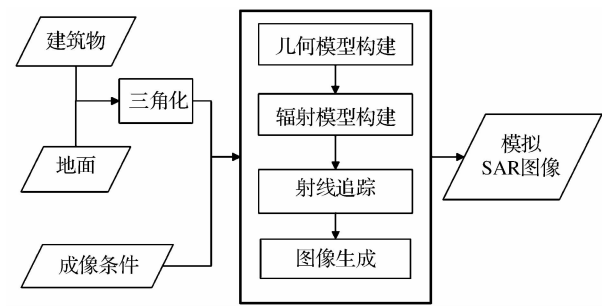 建筑物
三角化
地面
成像条件
几何模型构建
辐射模型构建
射线追踪
图像生成
模拟
SAR图像